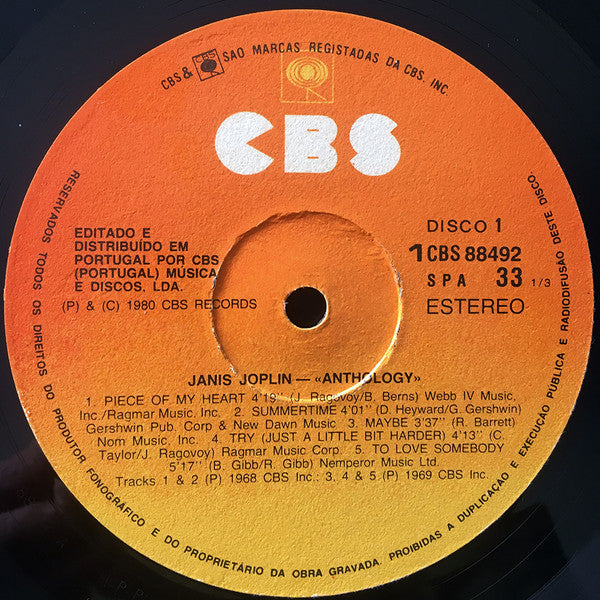 CBS & CBS SAO MARCAS REGISTADAS DA CBS. INC.
CBS
EDITADO E
DISTRIBUÍDO EM
PORTUGAL POR CBS
(PORTUGAL) MÚSICA
E DISCOS, LDA.
(P) & (C) 1980 CBS RECORDS
DISCO 1
1CBS 88492
SPA 33 1/3
ESTEREO
JANIS JOPLIN — «ANTHOLOGY»
1. PIECE OF MY HEART 4'19'' (J. Ragovoy/B. Berns) Webb IV Music,
Inc./Ragmar Music. Inc. 2. SUMMERTIME 4'01'' (D. Heyward/G. Gershwin)
Gershwin Pub. Corp & New Dawn Music 3. MAYBE 3'37'' (R. Barrett)
Nom Music. Inc. 4. TRY (JUST A LITTLE BIT HARDER) 4'13'' (C.
Taylor/J. Ragovoy) Ragmar Music Corp. 5. TO LOVE SOMEBODY
5'17'' (B. Gibb/R. Gibb) Nemperor Music Ltd.
Tracks 1 & 2 (P) 1968 CBS Inc.: 3, 4 & 5 (P) 1969 CBS Inc.
RESERVADOS TODOS OS DIREITOS DO PRODUTOR FONOGRÁFICO E DO PROPRIETÁRIO DA OBRA GRAVADA. PROIBIDAS A DUPLICAÇÃO E EXECUÇÃO PUBLICA E RADIODIFUSÃO DESTE DISCO